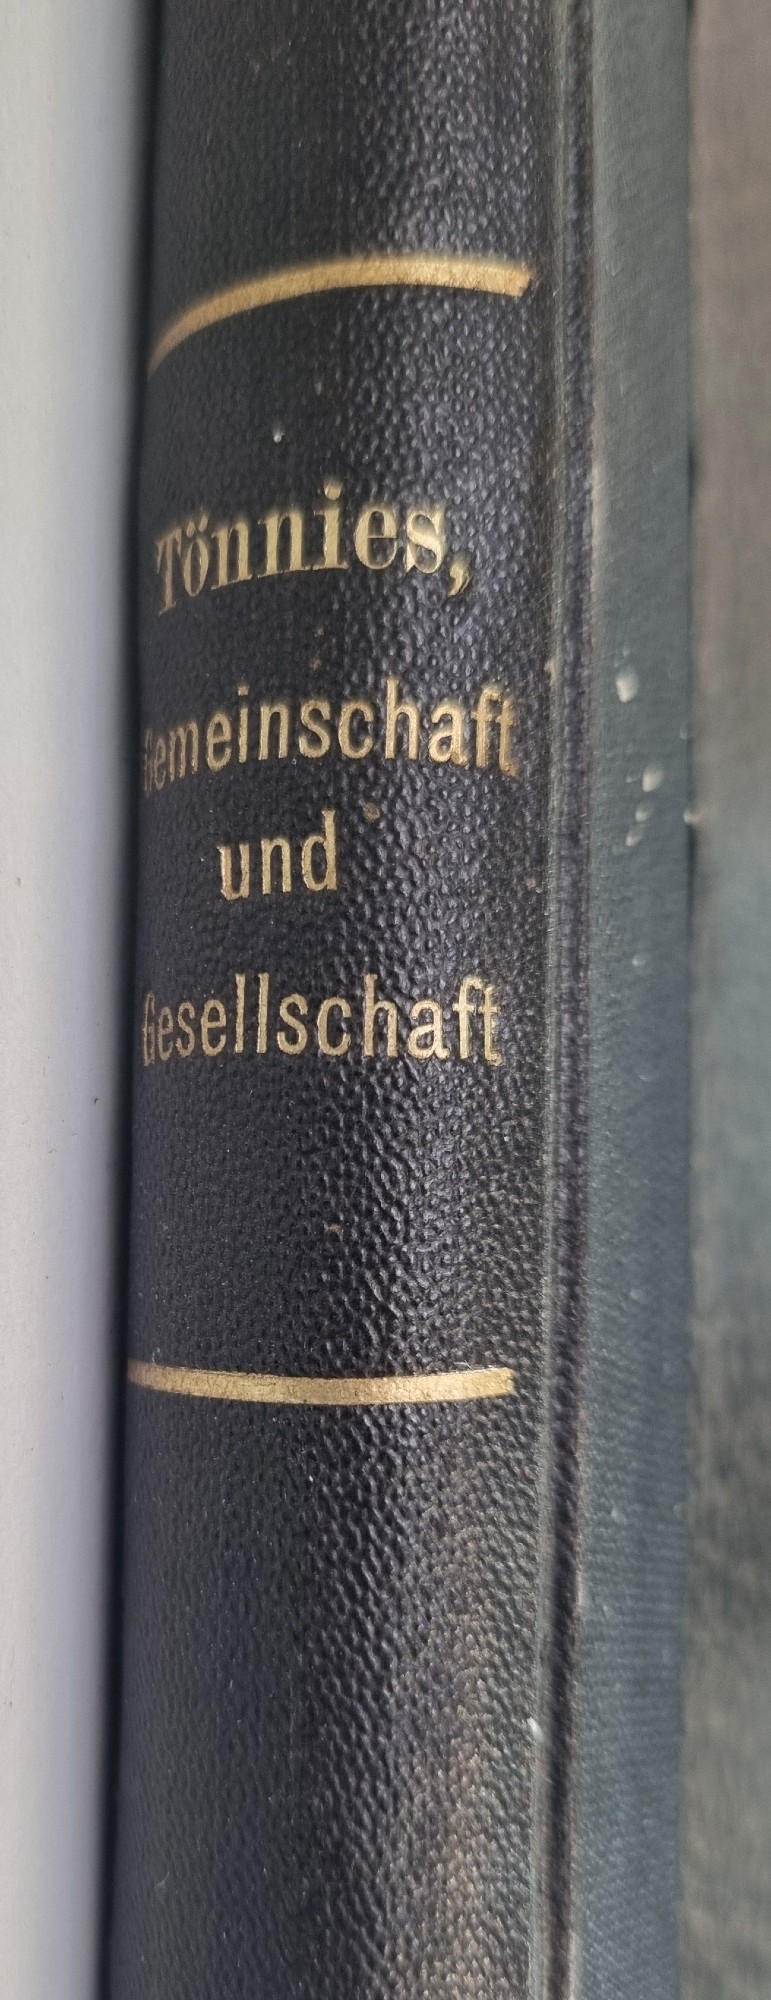 Tönnies,
Gemeinschaft
und
Gesellschaft